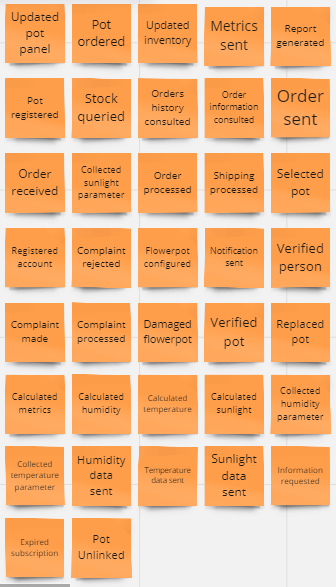 Updated
pot
panel
Pot
ordered
Updated
inventory
Metrics
sent
Report
generated
Pot
registered
Stock
queried
Orders
history
consulted
Order
information
consulted
Order
sent
Order
received
Collected
sunlight
parameter
Order
processed
Shipping
processed
Selected
pot
Registered
account
Complaint
rejected
Flowerpot
configured
Notification
sent
Verified
person
Complaint
made
Complaint
processed
Damaged
flowerpot
Verified
pot
Replaced
pot
Calculated
metrics
Calculated
humidity
Calculated
temperature
Calculated
sunlight
Collected
humidity
parameter
Collected
temperature
parameter
Humidity
data
sent
Temperature
data sent
Sunlight
data
sent
Information
requested
Expired
subscription
Pot
Unlinked